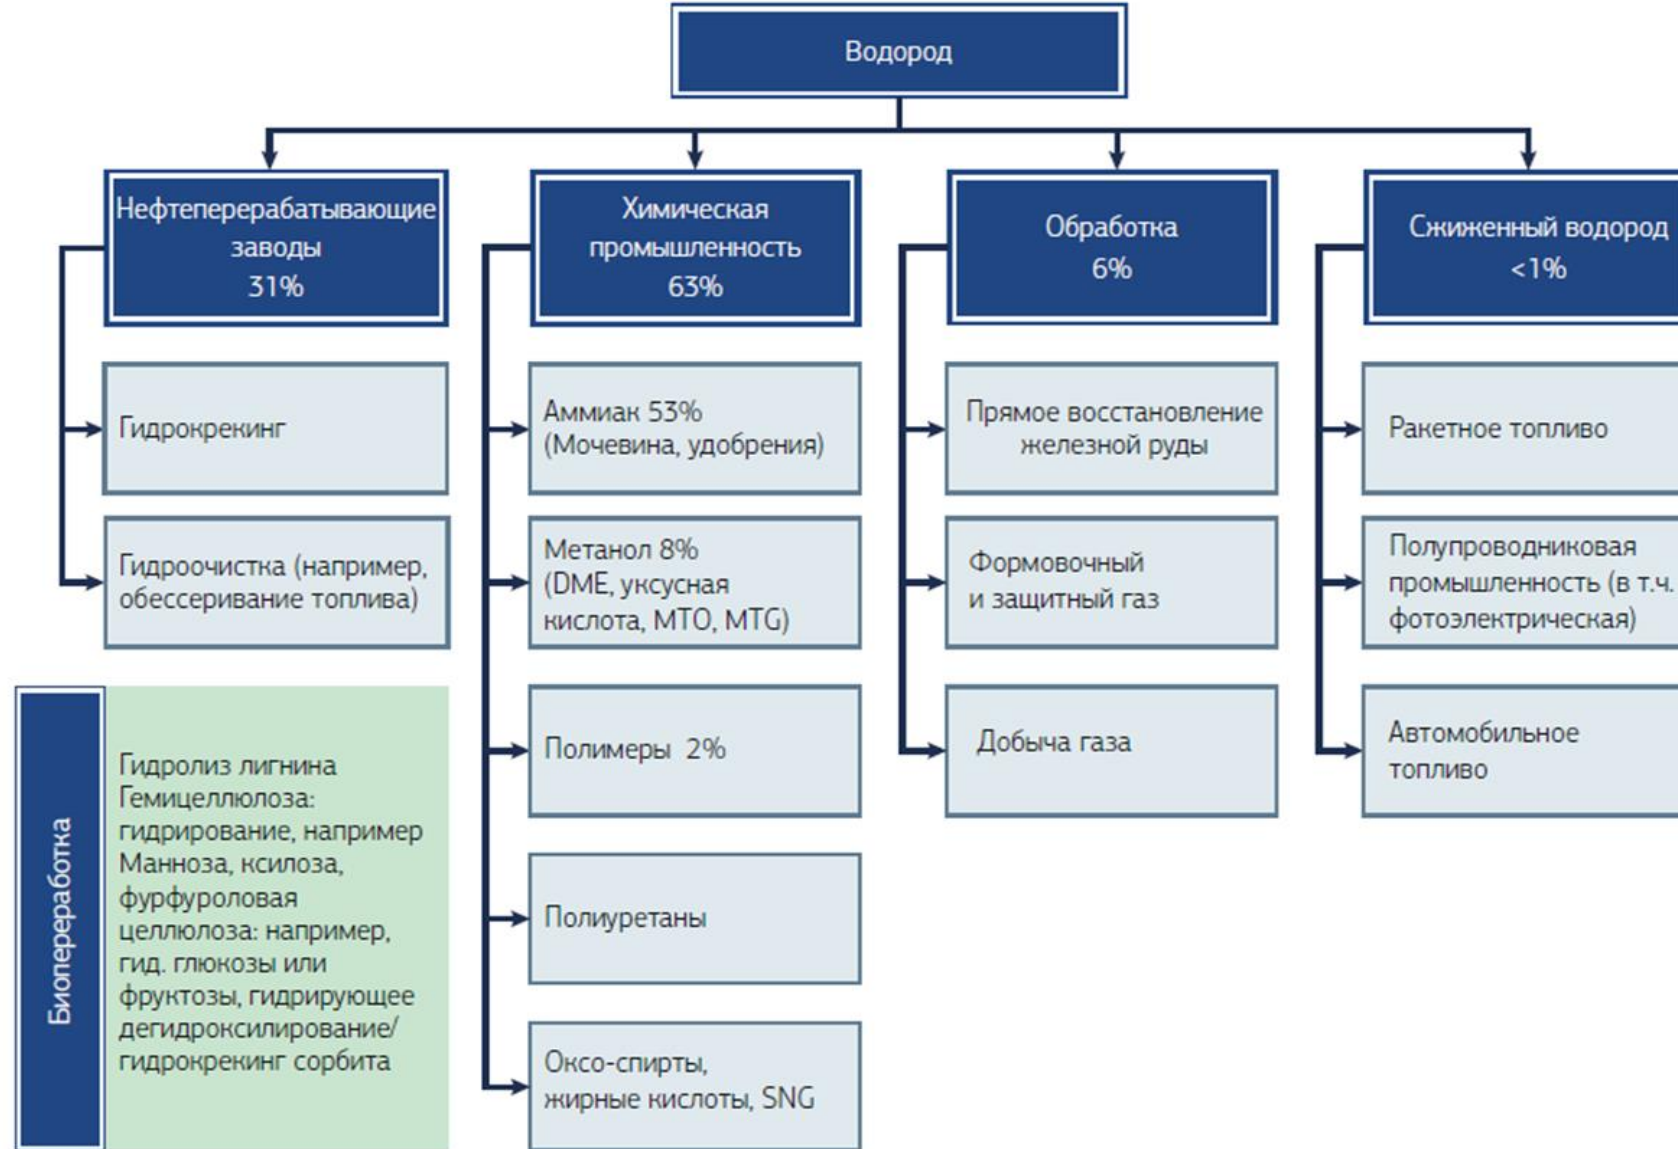 Водород
Нефтеперерабатывающие
заводы
31%
Гидрокрекинг
Гидроочистка (например,
обессеривание топлива)
Биопереработка
Гидролиз лигнина
Гемицеллюлоза:
гидрирование, например
Манноза, ксилоза,
фурфуроловая
целлюлоза: например,
гид. глюкозы или
фруктозы, гидрирующее
дегидроксилирование/
гидрокрекинг сорбита
Химическая
промышленность
63%
Аммиак 53%
(Мочевина, удобрения)
Метанол 8%
(DME, уксусная
кислота, MTO, MTG)
Полимеры 2%
Полиуретаны
Оксо-спирты,
жирные кислоты, SNG
Обработка
6%
Прямое восстановление
железной руды
Формовочный
и защитный газ
Добыча газа
Сжиженный водород
<1%
Ракетное топливо
Полупроводниковая
промышленность (в т.ч.
фотоэлектрическая)
Автомобильное
топливо